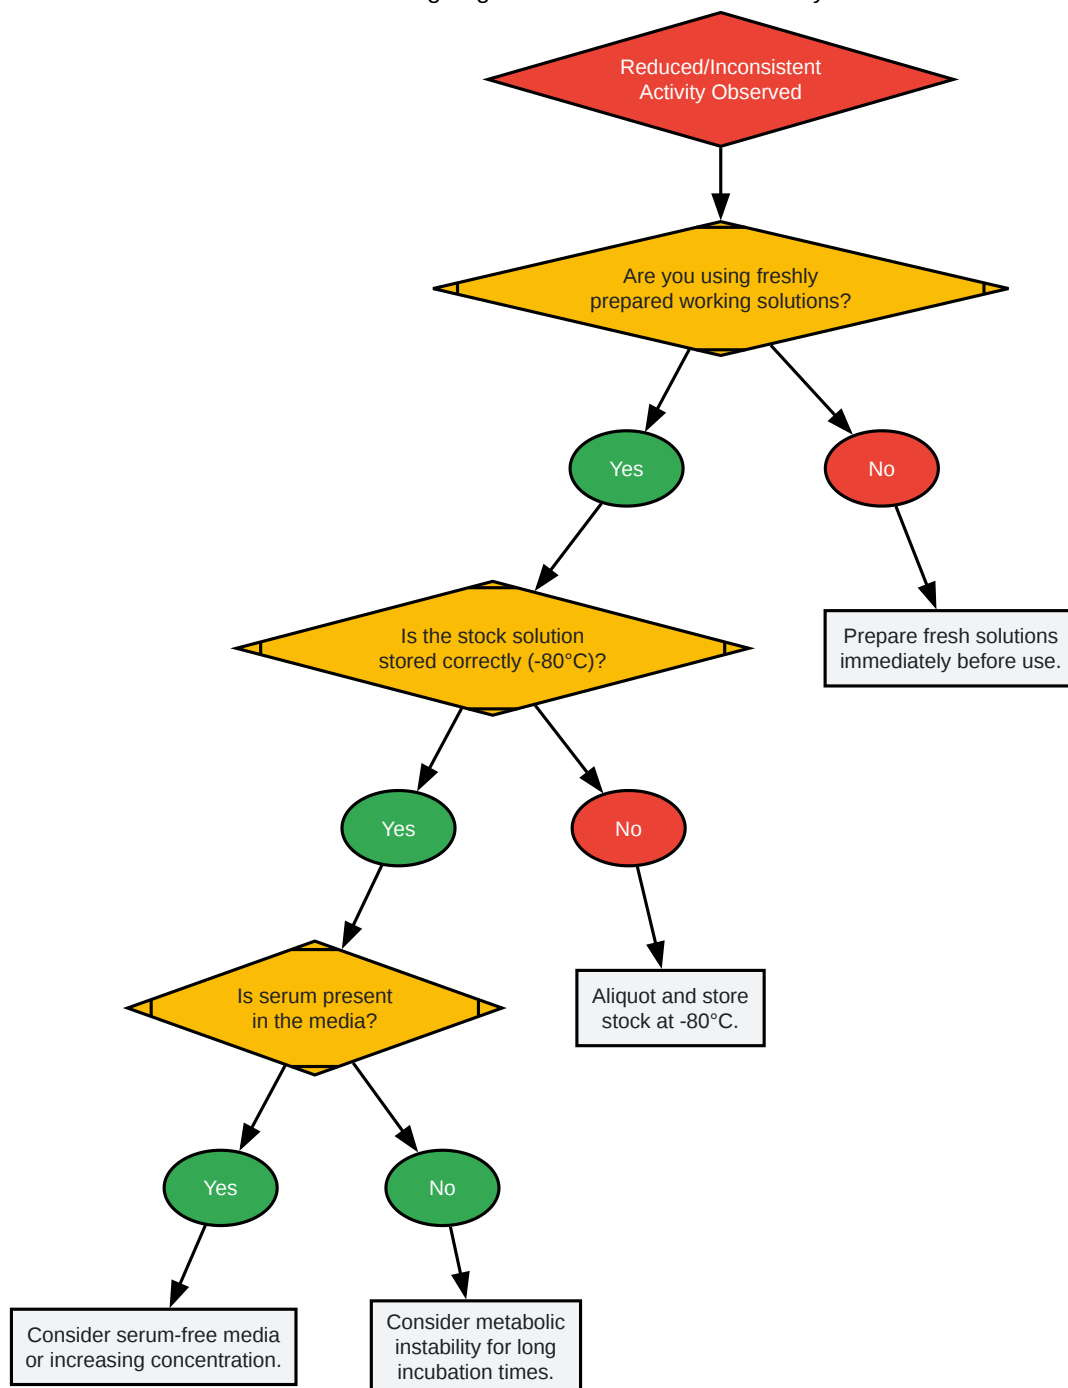 Reduced/Inconsistent
Activity Observed
Are you using freshly
prepared working solutions?
Yes
No
Prepare fresh solutions
immediately before use.
Is the stock solution
stored correctly (-80°C)?
Yes
No
Aliquot and store
stock at -80°C.
Is serum present
in the media?
Yes
No
Consider serum-free media
or increasing concentration.
Consider metabolic
instability for long
incubation times.